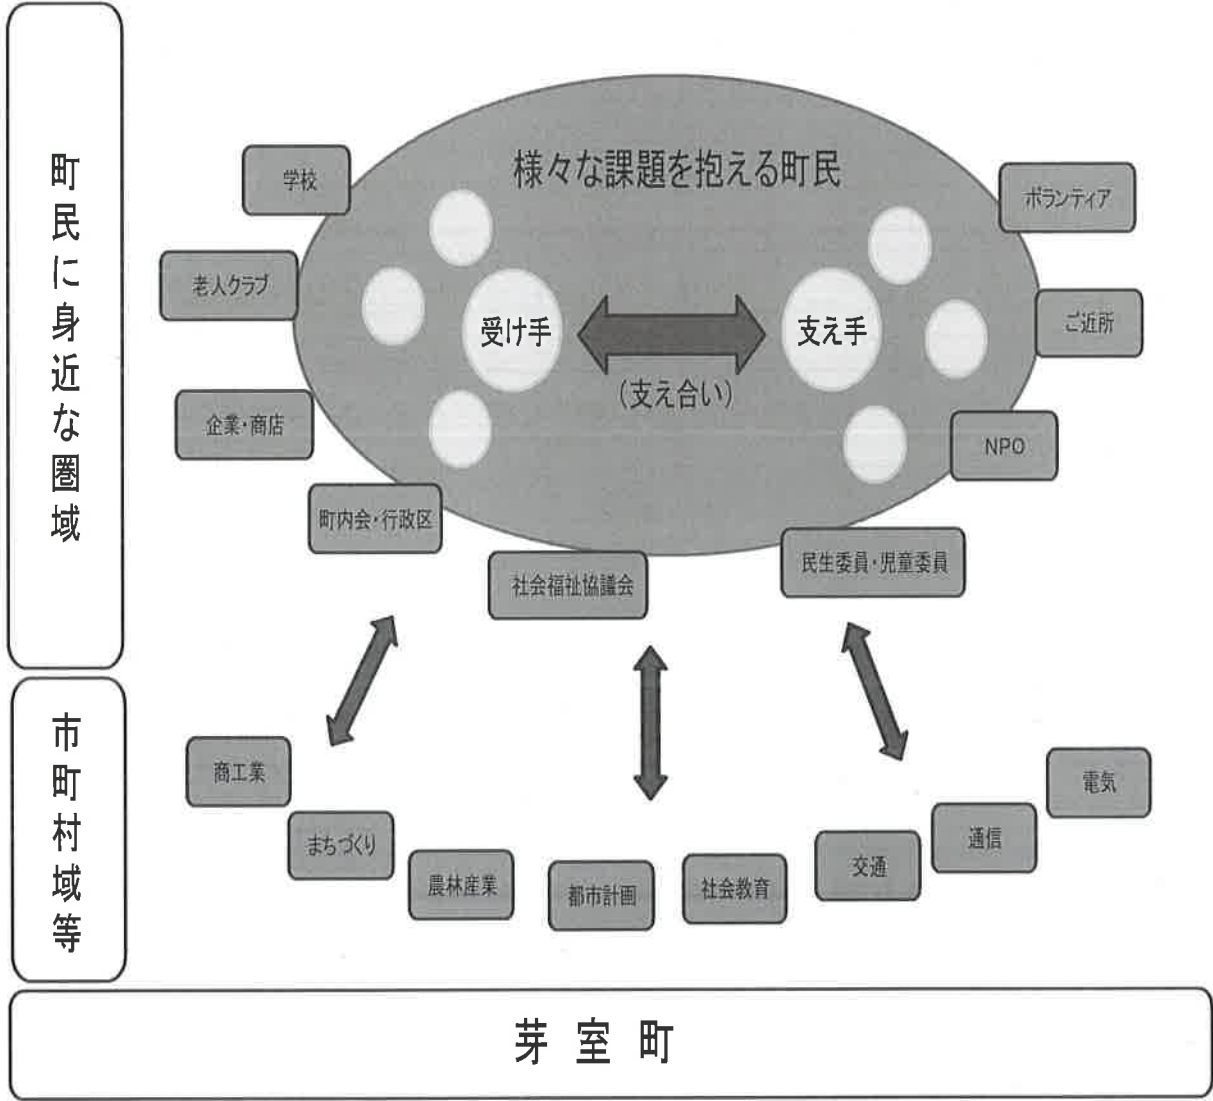 町民に身近な圏域
様々な課題を抱える町民
学校
ボランティア
老人クラブ
受け手
支え手
ご近所
(支え合い)
企業・商店
NPO
町内会・行政区
社会福祉協議会
民生委員・児童委員
市町村域等
商工業
まちづくり
農林産業
都市計画
社会教育
交通
通信
電気
芽室町